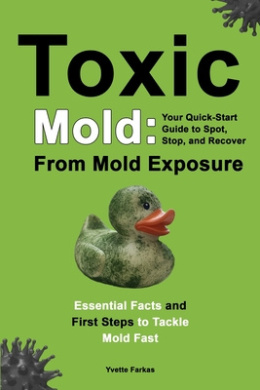 Toxic
Mold:
Your Quick-Start
Guide to Spot,
Stop, and Recover
From Mold Exposure
Essential Facts and
First Steps to Tackle
Mold Fast
Yvette Farkas